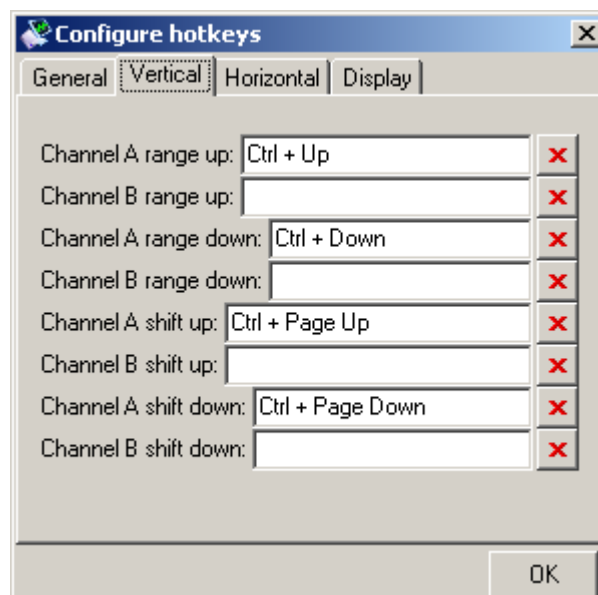 Configure hotkeys
General Vertical Horizontal Display
Channel A range up: Ctrl + Up
Channel B range up:
Channel A range down: Ctrl + Down
Channel B range down:
Channel A shift up: Ctrl + Page Up
Channel B shift up:
Channel A shift down: Ctrl + Page Down
Channel B shift down:
OK